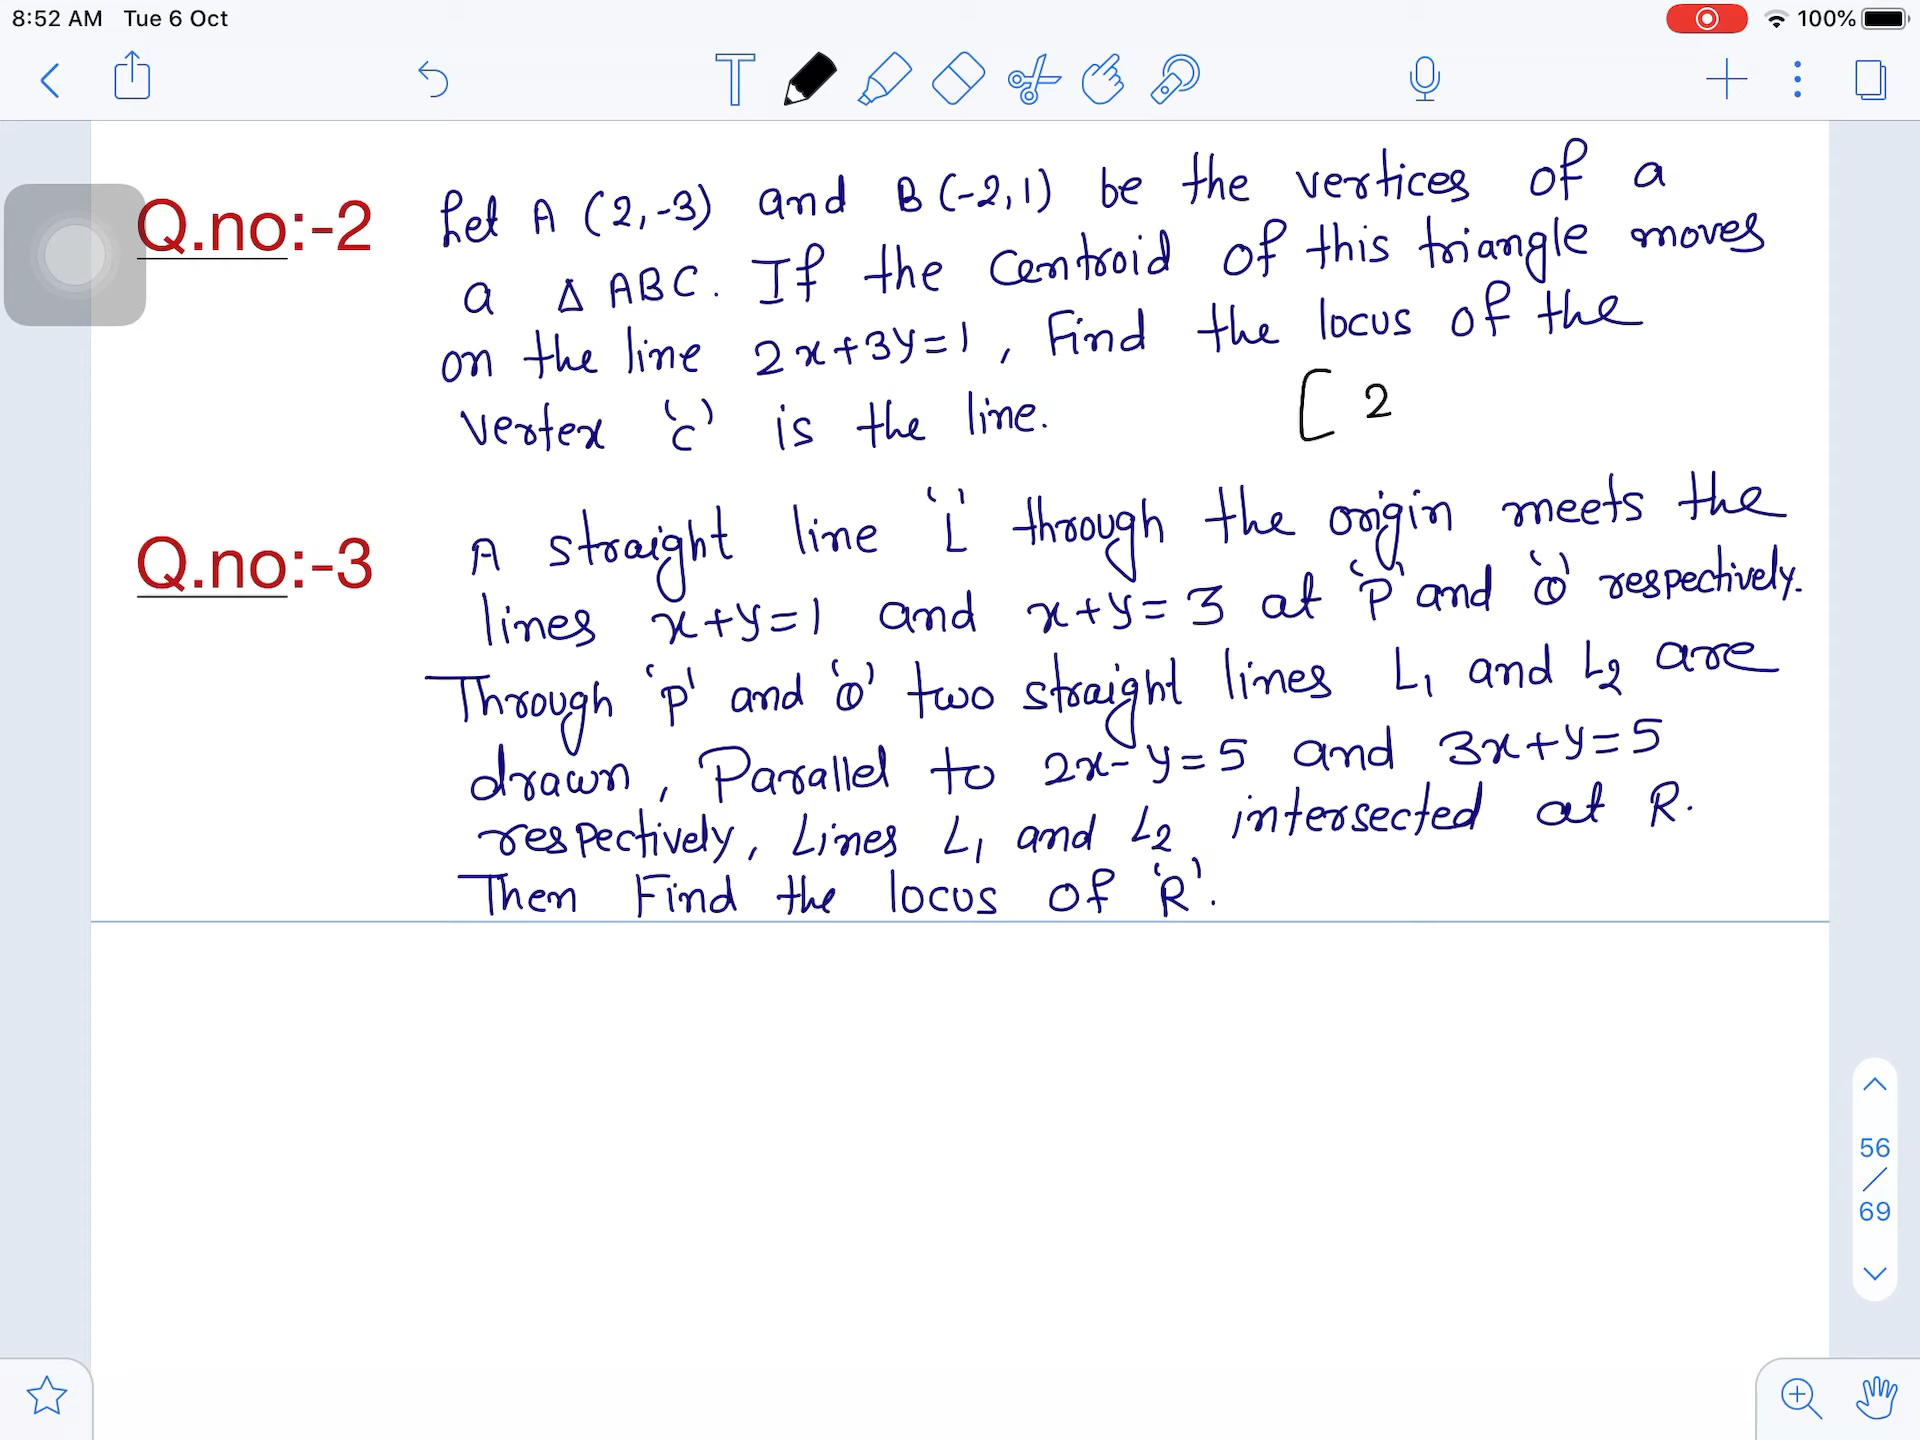 8:52 AM Tue 6 Oct
100%
Q.no:-2 Let A (2,-3) and B (-2,1) be the vertices of a
a Δ ABC. If the centroid of this triangle moves
on the line 2x+3y=1, Find the locus of the
vertex 'C' is the line. [ 2
Q.no:-3 A straight line 'L' through the origin meets the
lines x+y=1 and x+y=3 at 'P' and 'Q' respectively.
Through 'P' and 'Q' two straight lines L₁ and L₂ are
drawn, Parallel to 2x-y=5 and 3x+y=5
respectively, Lines L₁ and L₂ intersected at R.
Then Find the locus of 'R'.
56
/
69